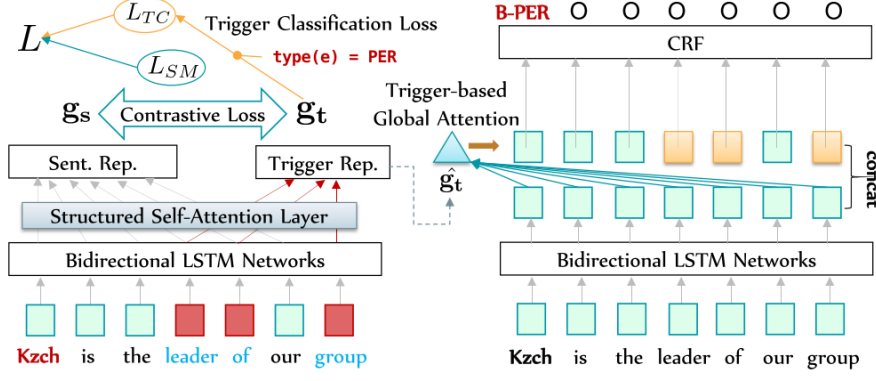 L
L_TC
Trigger Classification Loss
type(e) = PER
L_SM
g_s
Contrastive Loss
g_t
Sent. Rep.
Trigger Rep.
Structured Self-Attention Layer
Bidirectional LSTM Networks
Kzch is the leader of our group
B-PER O O O O O O
CRF
Trigger-based
Global Attention
ĝ_t
concat
Bidirectional LSTM Networks
Kzch is the leader of our group